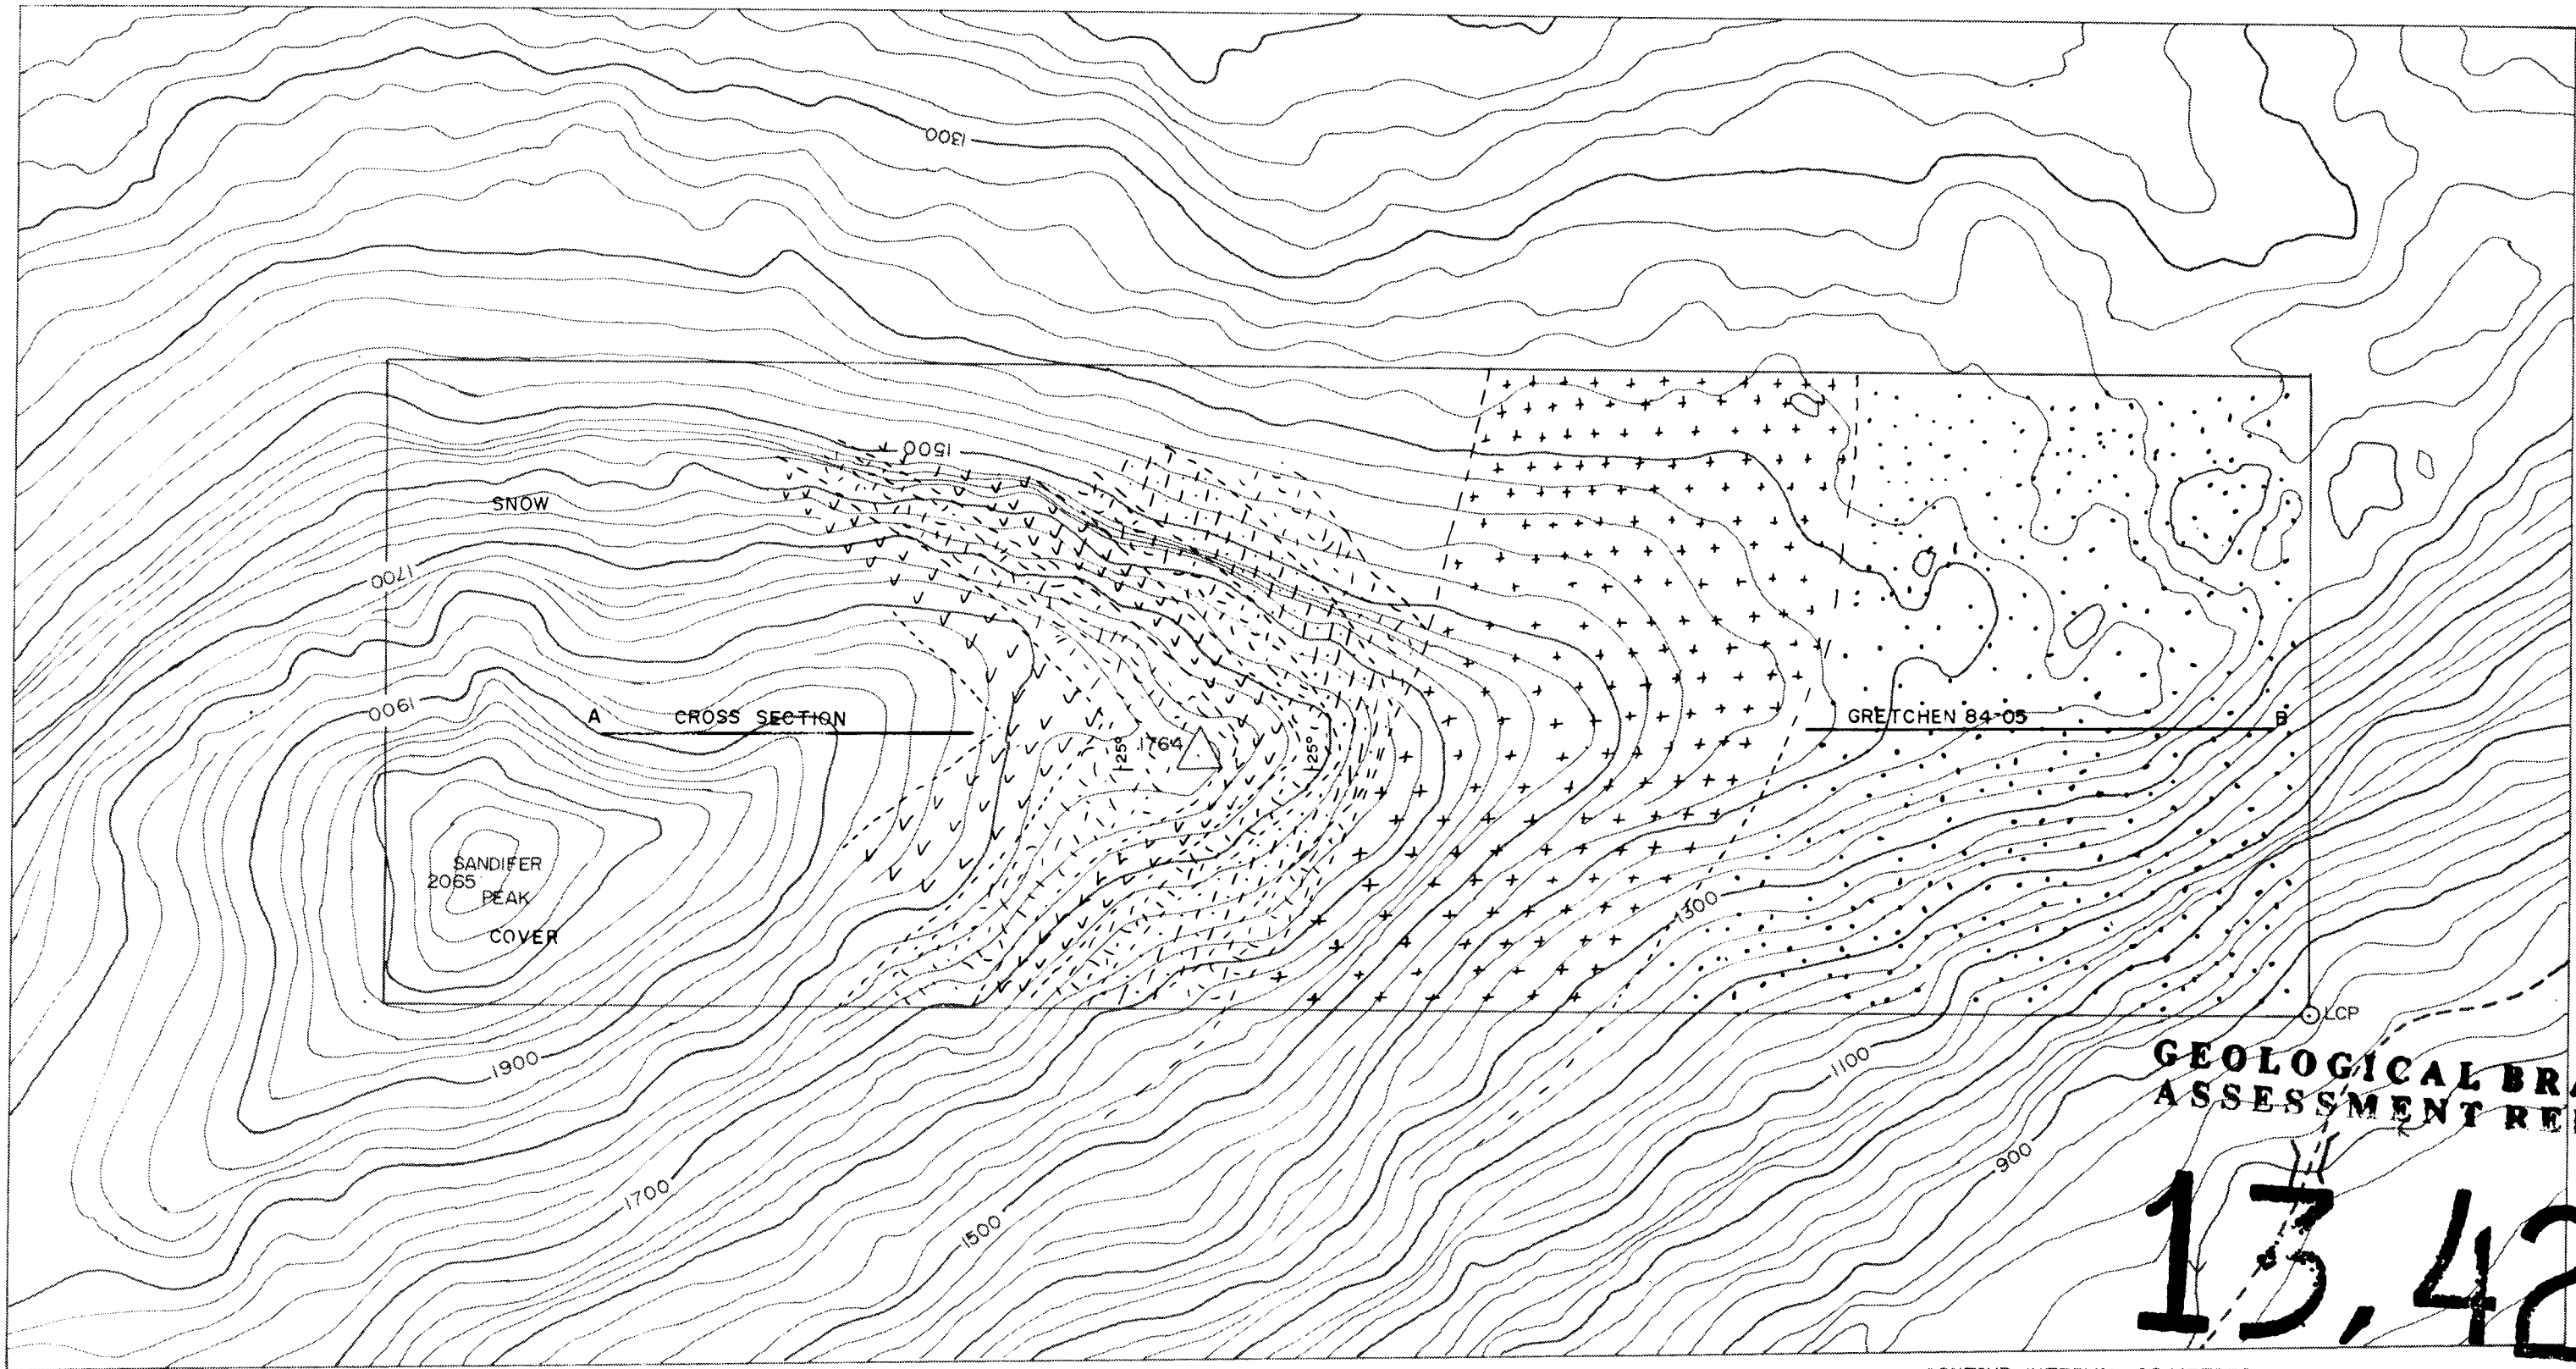 1300
1500
SNOW
1700
1900
A
CROSS SECTION
GRETCHEN 84-05
B
25°
1764
25°
SANDIFER
2065
PEAK
COVER
1300
LCP
1900
1100
GEOLOGICAL BR
ASSESSMENT RE
900
1700
1500
13,42